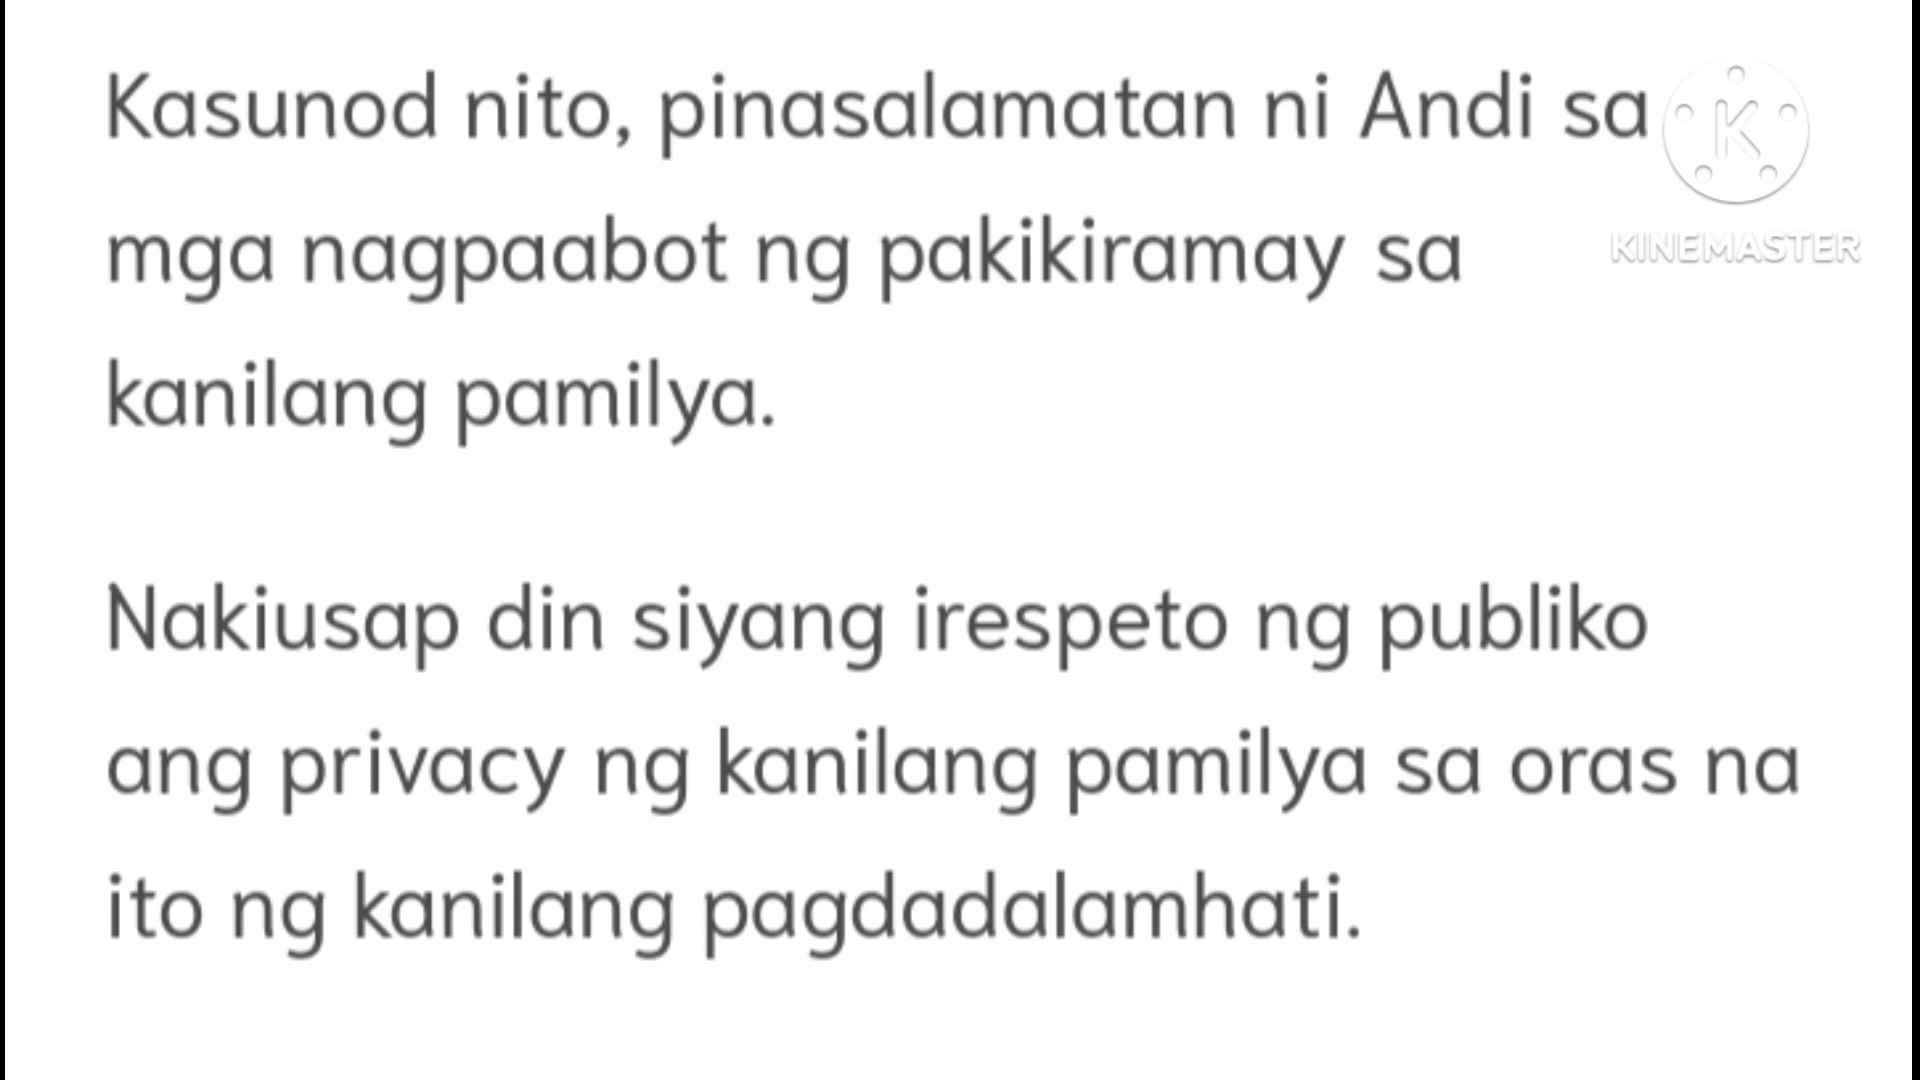 Kasunod nito, pinasalamatan ni Andi sa
mga nagpaabot ng pakikiramay sa
kanilang pamilya.
Nakiusap din siyang irespeto ng publiko
ang privacy ng kanilang pamilya sa oras na
ito ng kanilang pagdadalamhati.
K
KINEMASTER